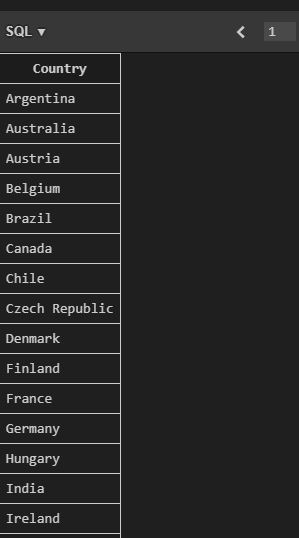 SQL ▼ 1
Country
Argentina
Australia
Austria
Belgium
Brazil
Canada
Chile
Czech Republic
Denmark
Finland
France
Germany
Hungary
India
Ireland